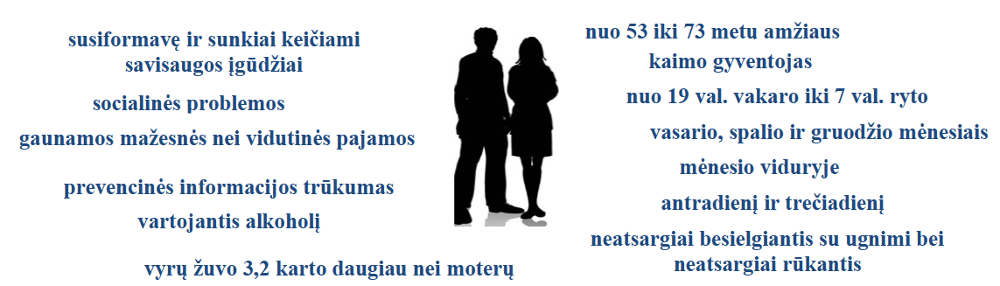 susiformavę ir sunkiai keičiami
savisaugos įgūdžiai
socialinės problemos
gaunamos mažesnės nei vidutinės pajamos
prevencinės informacijos trūkumas
vartojantis alkoholį
vyrų žuvo 3,2 karto daugiau nei moterų
nuo 53 iki 73 metų amžiaus
kaimo gyventojas
nuo 19 val. vakaro iki 7 val. ryto
vasario, spalio ir gruodžio mėnesiais
mėnesio viduryje
antradienį ir trečiadienį
neatsargiai besielgiantis su ugnimi bei
neatsargiai rūkantis